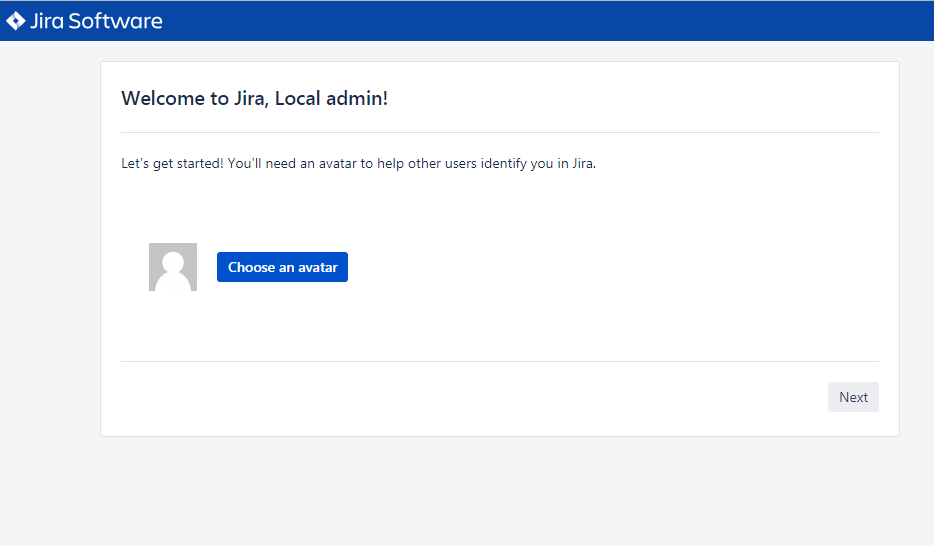 Jira Software
Welcome to Jira, Local admin!
Let's get started! You'll need an avatar to help other users identify you in Jira.
Choose an avatar
Next